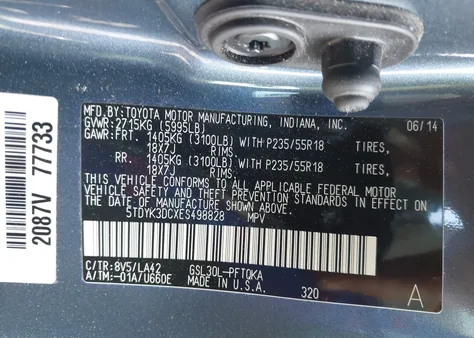 MFD. BY: TOYOTA MOTOR MANUFACTURING, INDIANA, INC. 06/14
GVWR: 2715KG (5995LB)
GAWR: FRT. 1405KG (3100LB) WITH P235/55R18 TIRES,
18X7J RIMS.
RR. 1405KG (3100LB) WITH P235/55R18 TIRES,
18X7J RIMS.
THIS VEHICLE CONFORMS TO ALL APPLICABLE FEDERAL MOTOR
VEHICLE SAFETY AND THEFT PREVENTION STANDARDS IN EFFECT ON
THE DATE OF MANUFACTURE SHOWN ABOVE.
5TDYK3DCXES498828 MPV
C/TR: 8V5/LA42 GSL30L-PFTQKA
A/TM: -01A/U660E MADE IN U.S.A. 320 A
2087V 77733